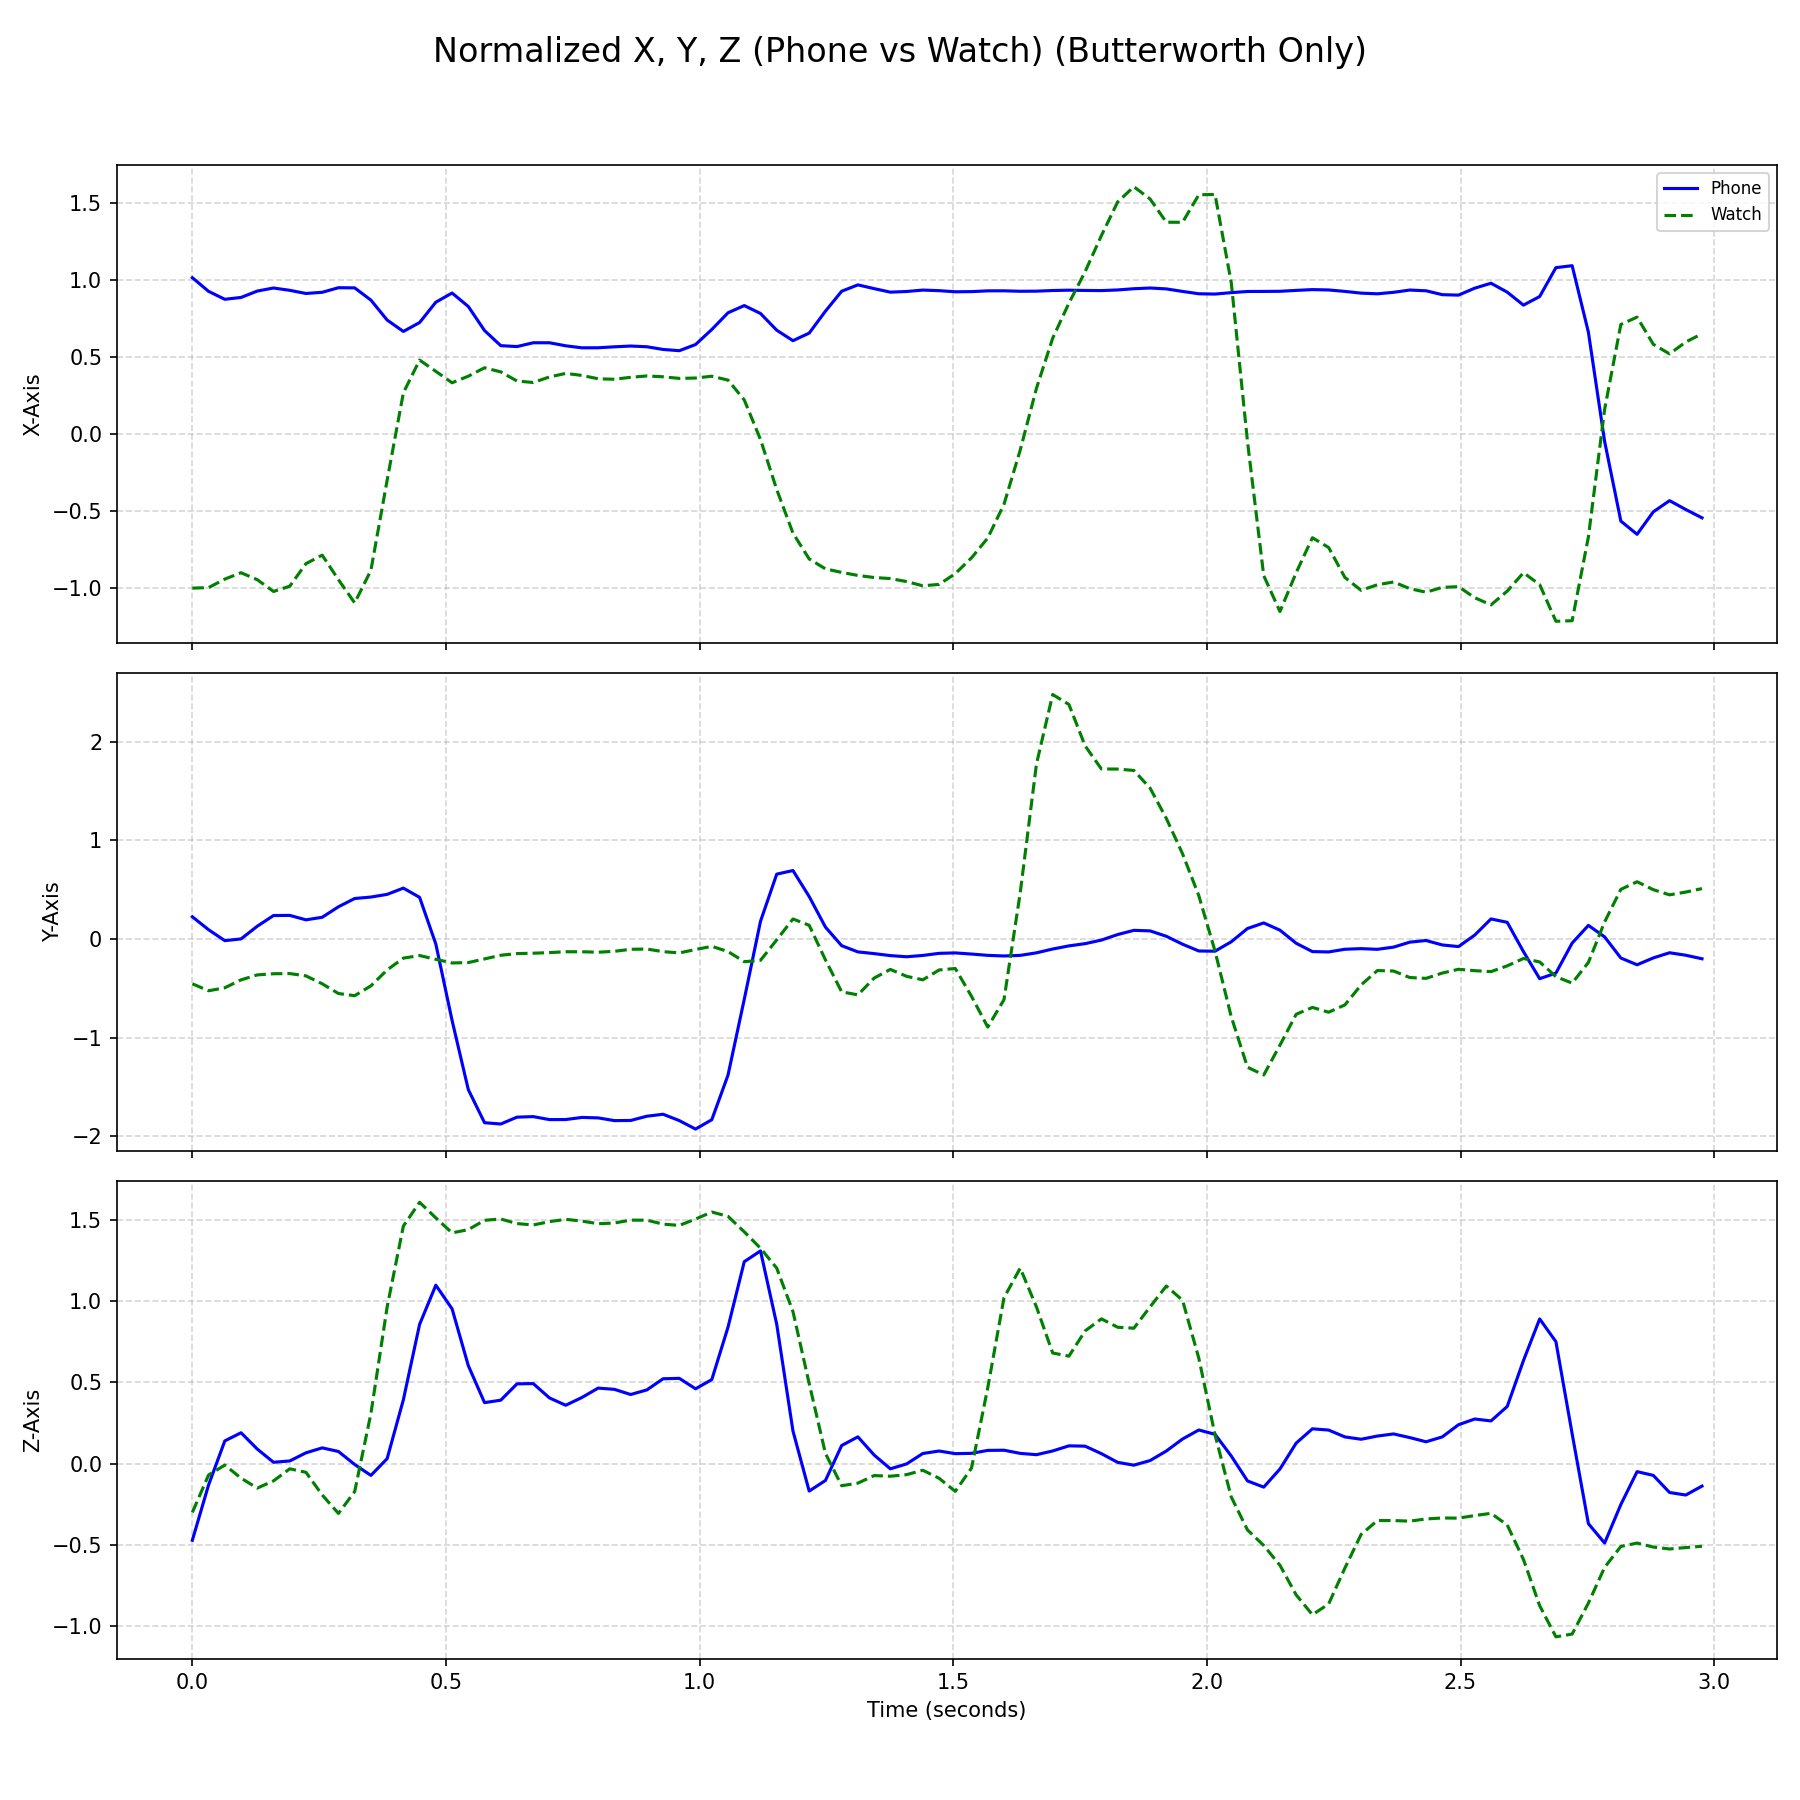 Normalized X, Y, Z (Phone vs Watch) (Butterworth Only)
Phone
Watch
X-Axis
1.5
1.0
0.5
0.0
−0.5
−1.0
Y-Axis
2
1
0
−1
−2
Z-Axis
1.5
1.0
0.5
0.0
−0.5
−1.0
0.0 0.5 1.0 1.5 2.0 2.5 3.0
Time (seconds)